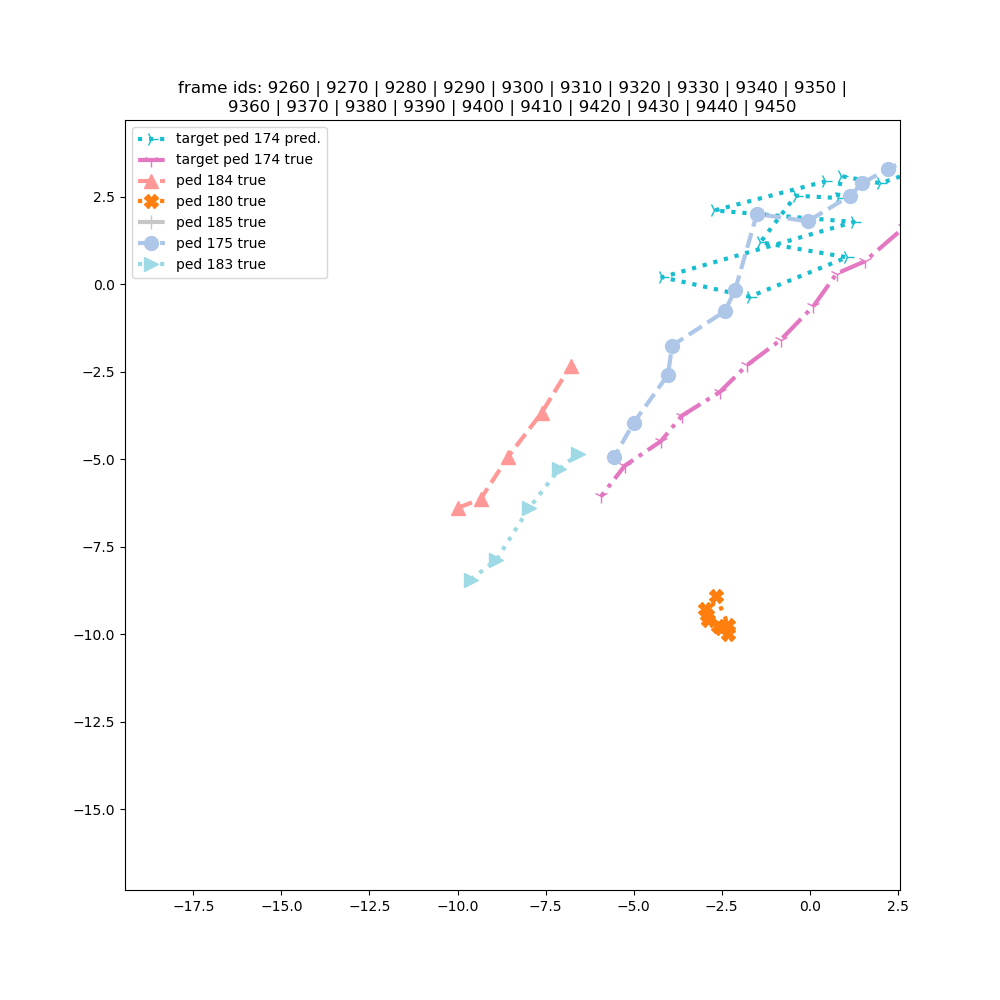 frame ids: 9260 | 9270 | 9280 | 9290 | 9300 | 9310 | 9320 | 9330 | 9340 | 9350 |
9360 | 9370 | 9380 | 9390 | 9400 | 9410 | 9420 | 9430 | 9440 | 9450
target ped 174 pred.
target ped 174 true
ped 184 true
ped 180 true
ped 185 true
ped 175 true
ped 183 true
2.5
0.0
−2.5
−5.0
−7.5
−10.0
−12.5
−15.0
−17.5 −15.0 −12.5 −10.0 −7.5 −5.0 −2.5 0.0 2.5